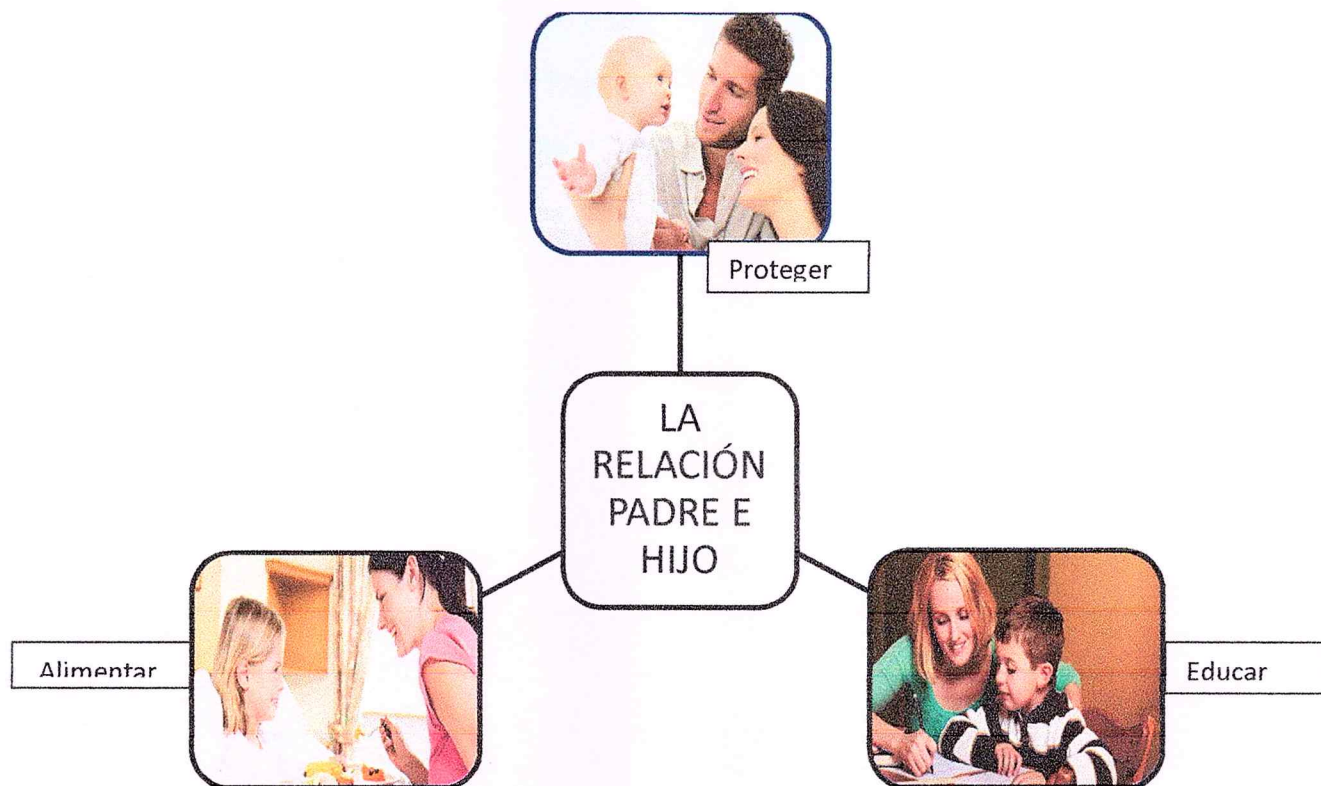 Proteger
LA
RELACIÓN
PADRE E
HIJO
Alimentar
Educar